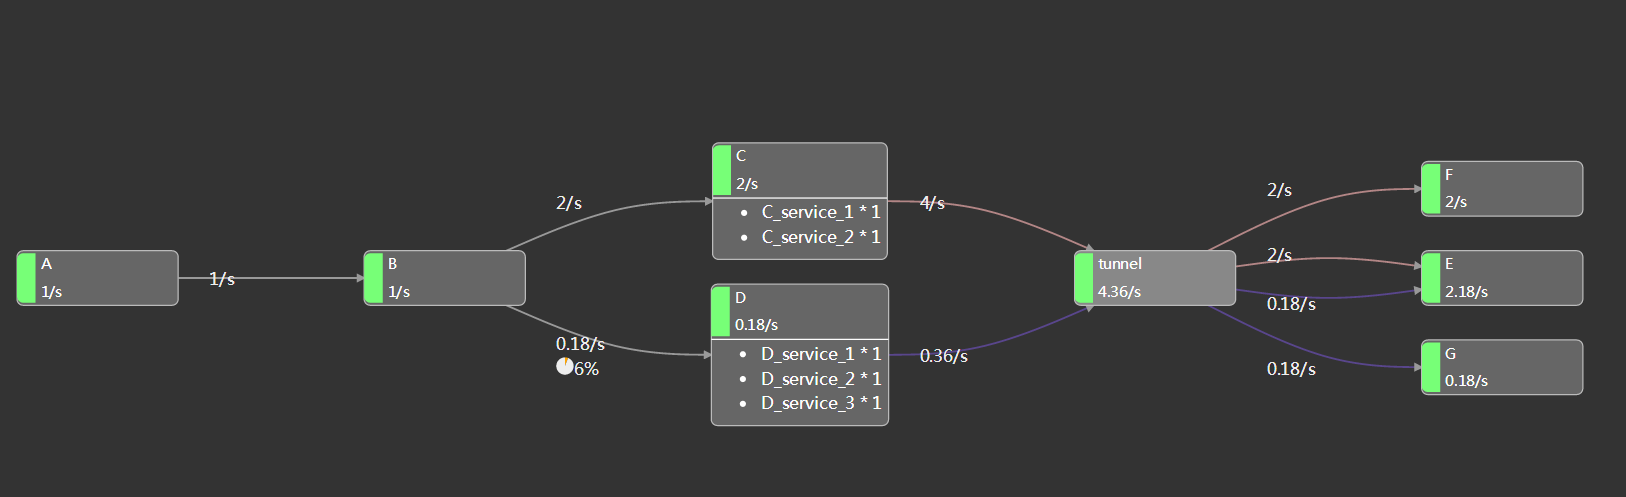 A
1/s
1/s
B
1/s
2/s
0.18/s
6%
C
2/s
• C_service_1 * 1
• C_service_2 * 1
D
0.18/s
• D_service_1 * 1
• D_service_2 * 1
• D_service_3 * 1
4/s
0.36/s
tunnel
4.36/s
2/s
2/s
0.18/s
0.18/s
F
2/s
E
2.18/s
G
0.18/s